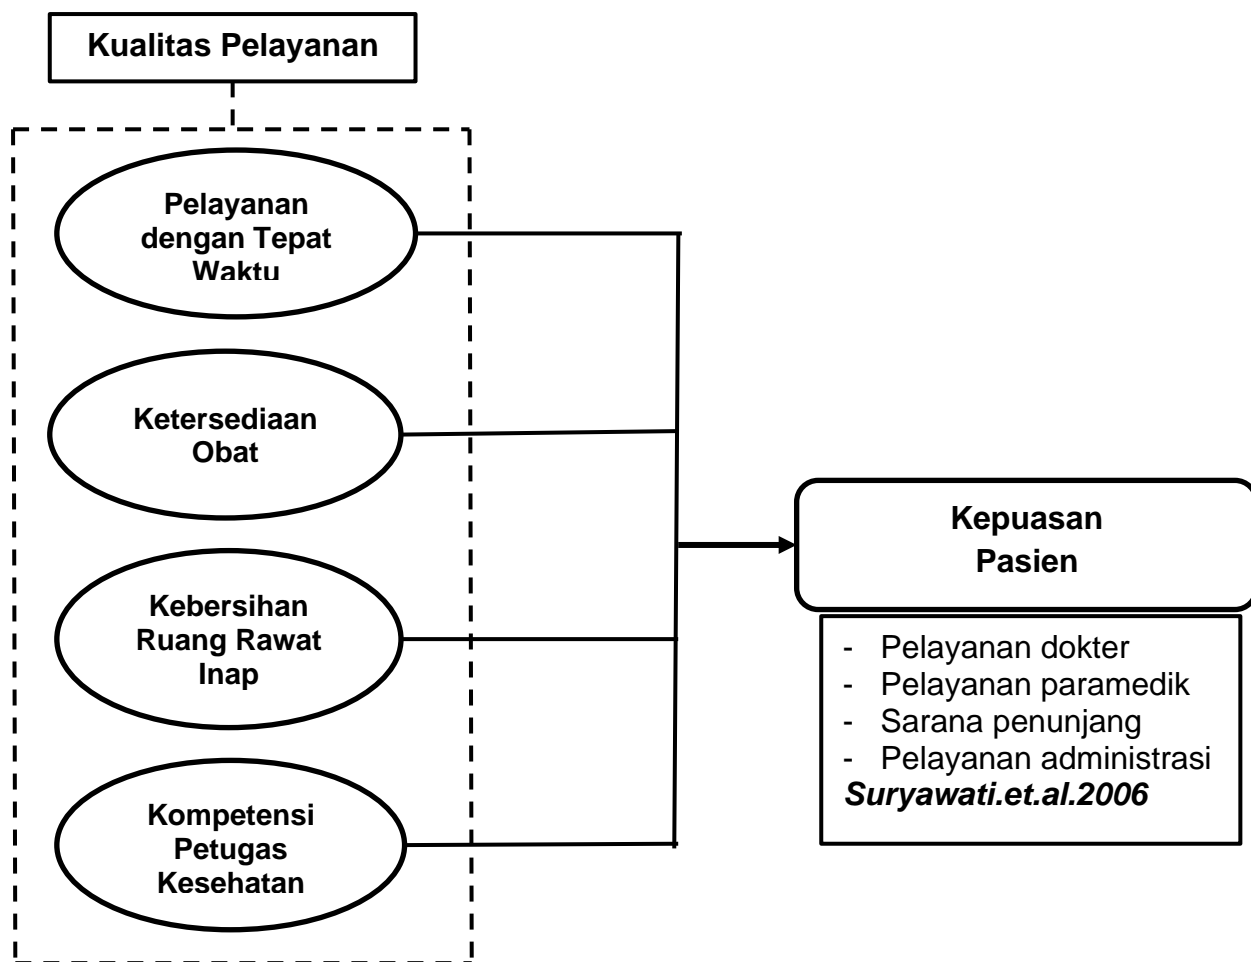 Kualitas Pelayanan
Pelayanan
dengan Tepat
Waktu
Ketersediaan
Obat
Kebersihan
Ruang Rawat
Inap
Kompetensi
Petugas
Kesehatan
Kepuasan
Pasien
- Pelayanan dokter
- Pelayanan paramedik
- Sarana penunjang
- Pelayanan administrasi
Suryawati.et.al.2006